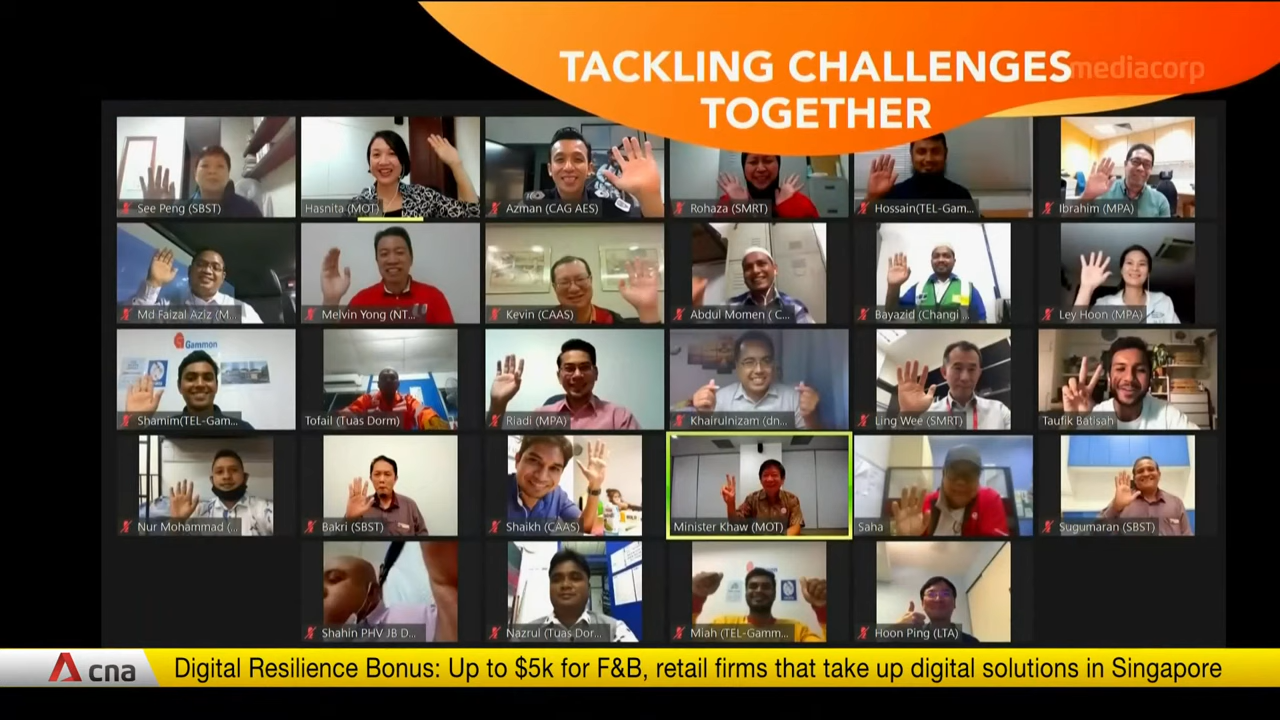 TACKLING CHALLENGES
TOGETHER
mediacorp
See Peng (SBST)
Hasnita (MOT)
Azman (CAG AES)
Rohaza (SMRT)
Hossain(TEL-Gam...
Ibrahim (MPA)
Md Faizal Aziz (M...
Melvin Yong (NT...
Kevin (CAAS)
Abdul Momen ( C...
Bayazid (Changi ...
Ley Hoon (MPA)
Gammon
Shamim(TEL-Gam...
Tofail (Tuas Dorm)
Riadi (MPA)
Khairulnizam (dn...
Ling Wee (SMRT)
Taufik Batisah
Nur Mohammad (...
Bakri (SBST)
Shaikh (CAAS)
Minister Khaw (MOT)
Saha
Sugumaran (SBST)
Shahin PHV JB D...
Nazrul (Tuas Dor...
Miah (TEL-Gamm...
Hoon Ping (LTA)
cna
Digital Resilience Bonus: Up to $5k for F&B, retail firms that take up digital solutions in Singapore